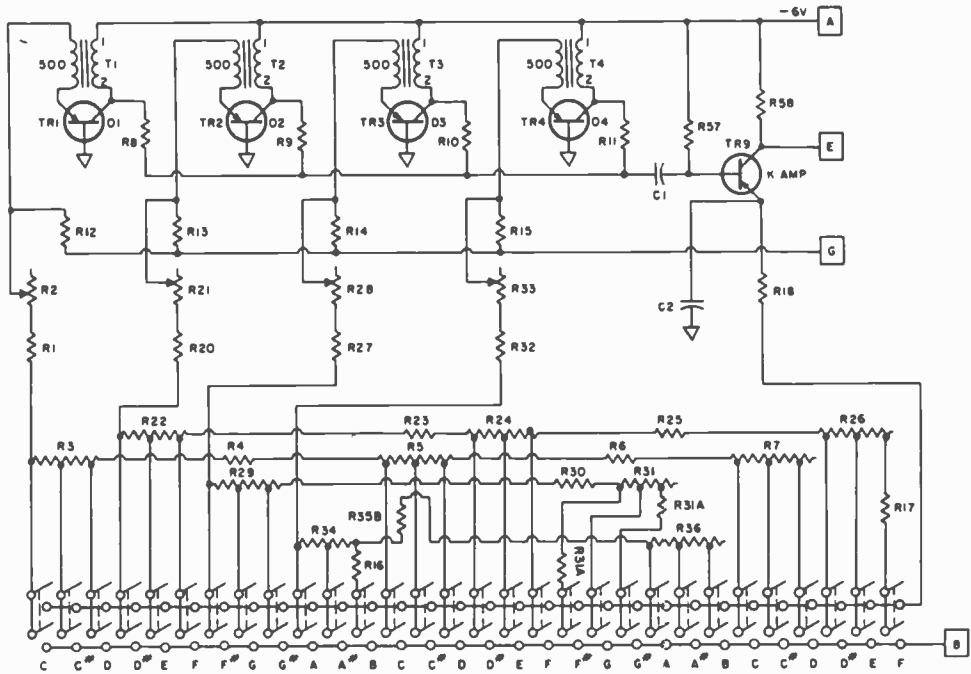 -6V A
1 1 1 1
500 T1 500 T2 500 T3 500 T4
2 2 2 2
R58
TR1 O1 R8 TR2 O2 R9 TR3 O3 R10 TR4 O4 R11 R57 TR9 E
K AMP
C1
R12 R13 R14 R15 G
R2 R21 R28 R33 R18
C2
R1 R20 R27 R32
R22 R23 R24 R25 R26
R3 R4 R5 R6 R7
R29 R30 R31
R31A R17
R35B
R34 R36
R16 R31A
B
C C# D D# E F F# G G# A A# B C C# D D# E F F# G G# A A# B C C# D D# E F